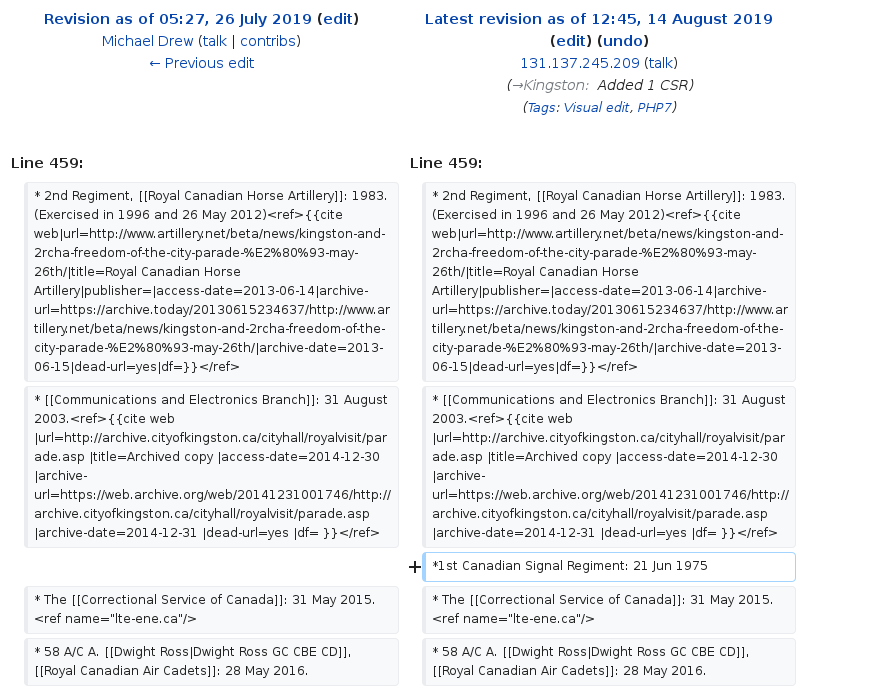 Revision as of 05:27, 26 July 2019 (edit)
Michael Drew (talk | contribs)
← Previous edit
Latest revision as of 12:45, 14 August 2019
(edit) (undo)
131.137.245.209 (talk)
(→Kingston: Added 1 CSR)
(Tags: Visual edit, PHP7)
Line 459:
* 2nd Regiment, [[Royal Canadian Horse Artillery]]: 1983.
(Exercised in 1996 and 26 May 2012)<ref>{{cite
web|url=http://www.artillery.net/beta/news/kingston-and-
2rcha-freedom-of-the-city-parade-%E2%80%93-may-
26th/|title=Royal Canadian Horse
Artillery|publisher=|access-date=2013-06-14|archive-
url=https://archive.today/20130615234637/http://www.ar
tillery.net/beta/news/kingston-and-2rcha-freedom-of-the-
city-parade-%E2%80%93-may-26th/|archive-date=2013-
06-15|dead-url=yes|df=}}</ref>
* [[Communications and Electronics Branch]]: 31 August
2003.<ref>{{cite web
|url=http://archive.cityofkingston.ca/cityhall/royalvisit/par
ade.asp |title=Archived copy |access-date=2014-12-30
|archive-
url=https://web.archive.org/web/20141231001746/http://
archive.cityofkingston.ca/cityhall/royalvisit/parade.asp
|archive-date=2014-12-31 |dead-url=yes |df= }}</ref>
* The [[Correctional Service of Canada]]: 31 May 2015.
<ref name="lte-ene.ca"/>
* 58 A/C A. [[Dwight Ross|Dwight Ross GC CBE CD]],
[[Royal Canadian Air Cadets]]: 28 May 2016.
Line 459:
* 2nd Regiment, [[Royal Canadian Horse Artillery]]: 1983.
(Exercised in 1996 and 26 May 2012)<ref>{{cite
web|url=http://www.artillery.net/beta/news/kingston-and-
2rcha-freedom-of-the-city-parade-%E2%80%93-may-
26th/|title=Royal Canadian Horse
Artillery|publisher=|access-date=2013-06-14|archive-
url=https://archive.today/20130615234637/http://www.ar
tillery.net/beta/news/kingston-and-2rcha-freedom-of-the-
city-parade-%E2%80%93-may-26th/|archive-date=2013-
06-15|dead-url=yes|df=}}</ref>
* [[Communications and Electronics Branch]]: 31 August
2003.<ref>{{cite web
|url=http://archive.cityofkingston.ca/cityhall/royalvisit/par
ade.asp |title=Archived copy |access-date=2014-12-30
|archive-
url=https://web.archive.org/web/20141231001746/http://
archive.cityofkingston.ca/cityhall/royalvisit/parade.asp
|archive-date=2014-12-31 |dead-url=yes |df= }}</ref>
+ *1st Canadian Signal Regiment: 21 Jun 1975
* The [[Correctional Service of Canada]]: 31 May 2015.
<ref name="lte-ene.ca"/>
* 58 A/C A. [[Dwight Ross|Dwight Ross GC CBE CD]],
[[Royal Canadian Air Cadets]]: 28 May 2016.